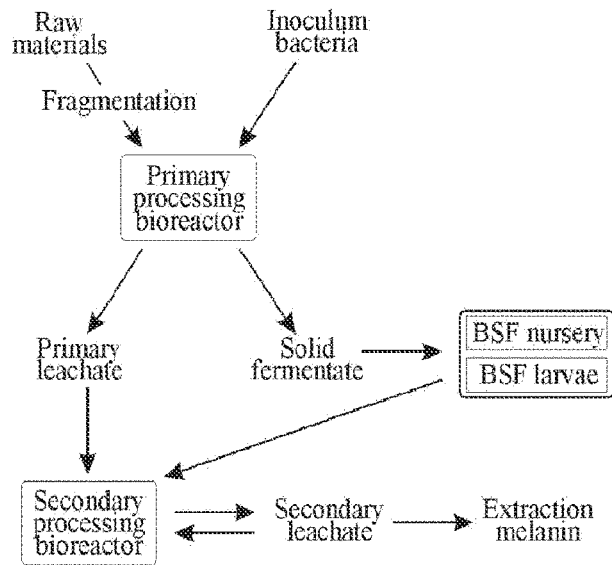 Raw
materials
Inoculum
bacteria
Fragmentation
Primary
processing
bioreactor
Primary
leachate
Solid
fermentate
BSF nursery
BSF larvae
Secondary
processing
bioreactor
Secondary
leachate
Extraction
melanin